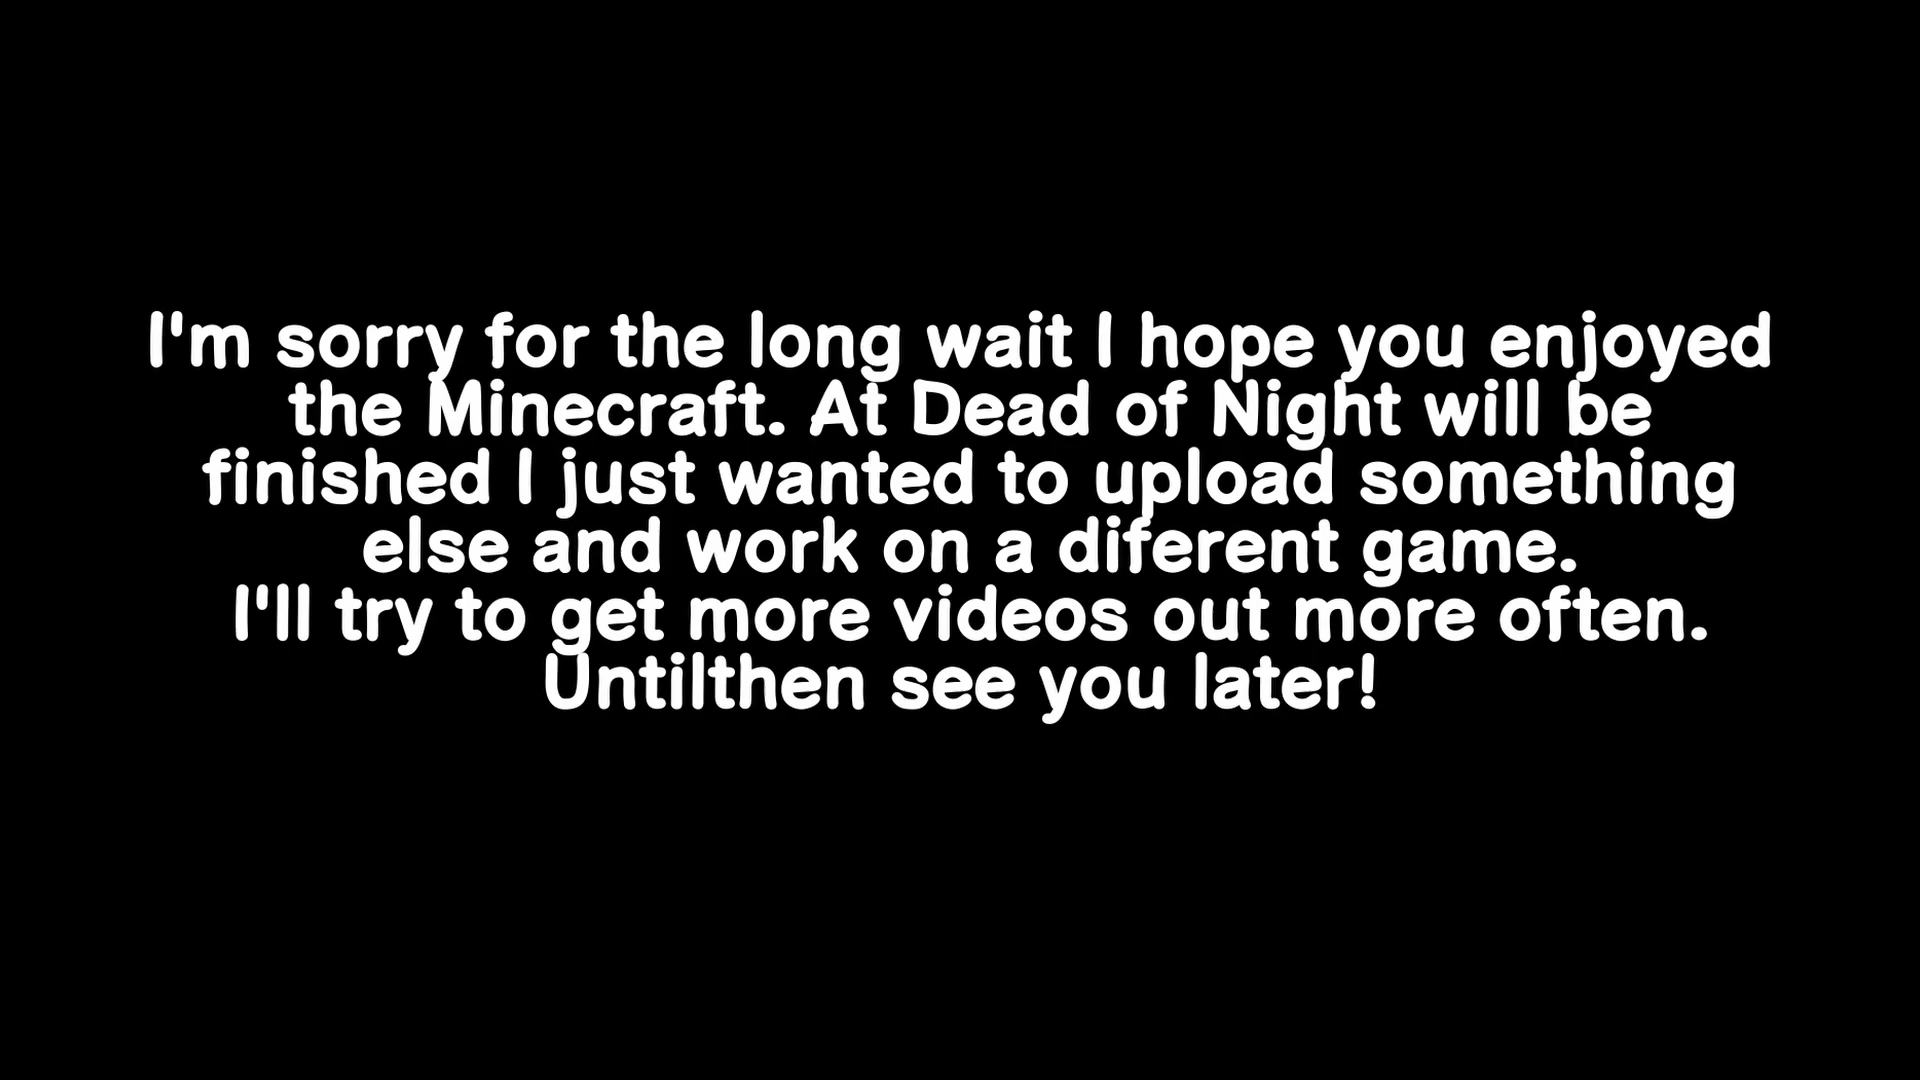 I'm sorry for the long wait I hope you enjoyed
the Minecraft. At Dead of Night will be
finished I just wanted to upload something
else and work on a diferent game.
I'll try to get more videos out more often.
Untilthen see you later!